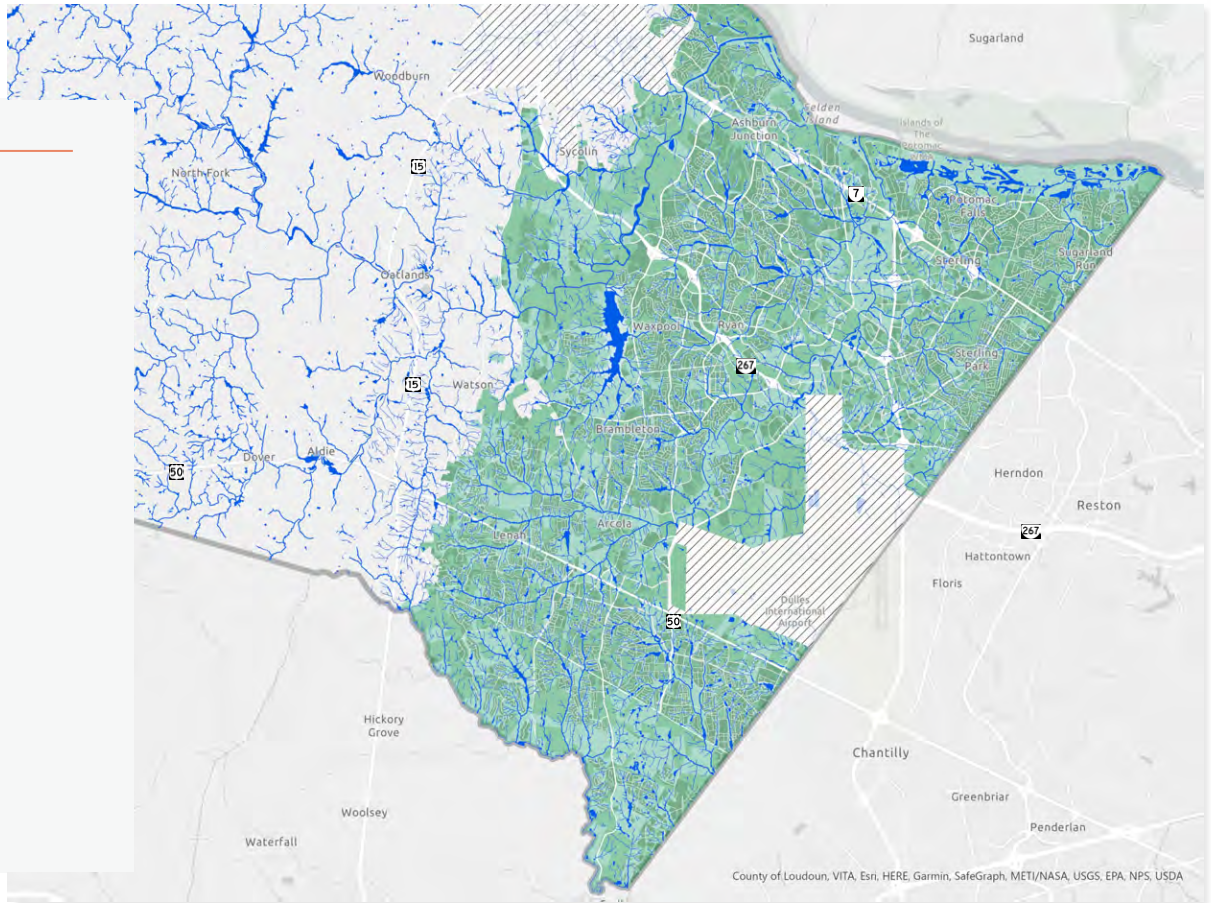 Sugarland
Woodburn
Selden
Island
Islands of
The
Potomac
Ashburn
Junction
Sycolin
15
North Fork
7
Potomac
Falls
Sterling
Sugarland
Run
Oatlands
Waxpool
Ryan
Sterling
Park
267
15
Watson
Brambleton
Dover
Aldie
50
Herndon
Reston
Arcola
Lenah
267
Hattontown
Floris
Dulles
International
Airport
50
Hickory
Grove
Chantilly
Woolsey
Greenbriar
Waterfall
Penderlan
County of Loudoun, VITA, Esri, HERE, Garmin, SafeGraph, METI/NASA, USGS, EPA, NPS, USDA